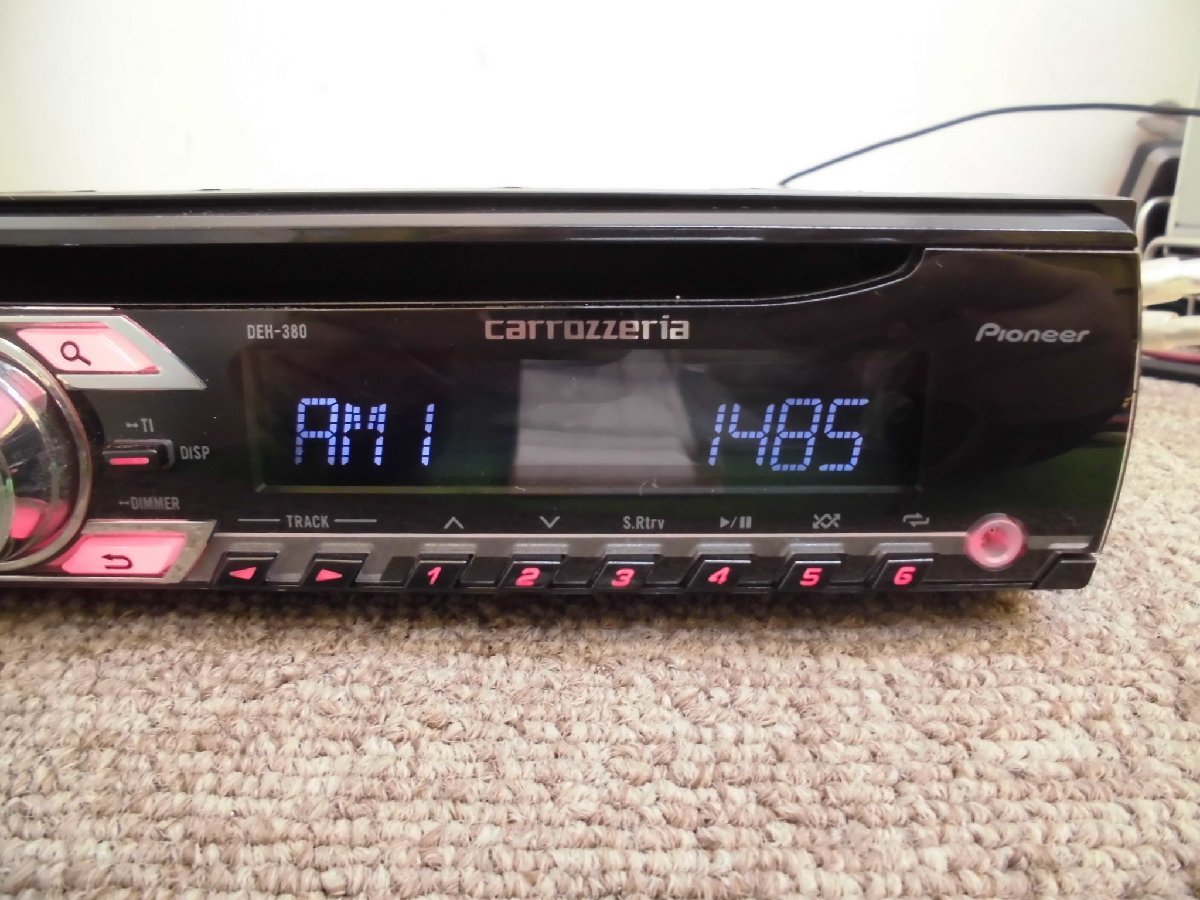 DEH-380
carrozzeria
Pioneer
TI
DISP
AM1
1485
DIMMER
TRACK
S.Rtrv
1
2
3
4
5
6